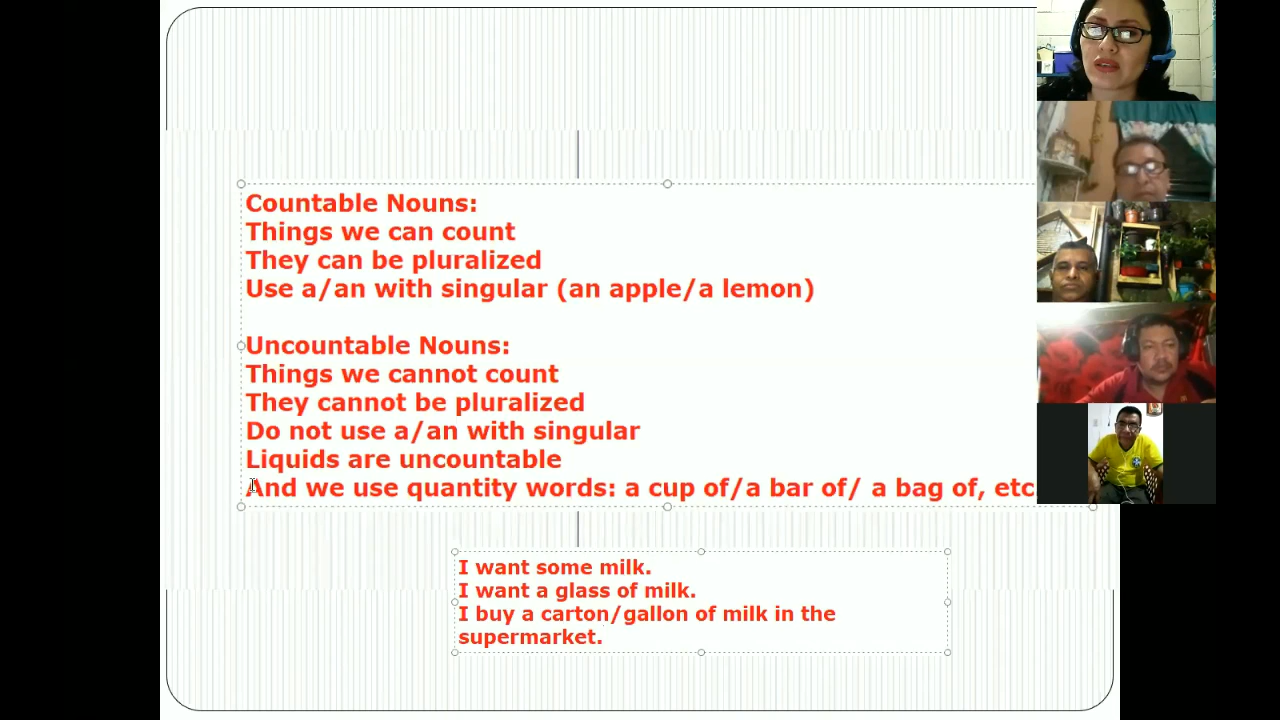 Countable Nouns:
Things we can count
They can be pluralized
Use a/an with singular (an apple/a lemon)
Uncountable Nouns:
Things we cannot count
They cannot be pluralized
Do not use a/an with singular
Liquids are uncountable
And we use quantity words: a cup of/a bar of/ a bag of, etc
I want some milk.
I want a glass of milk.
I buy a carton/gallon of milk in the
supermarket.